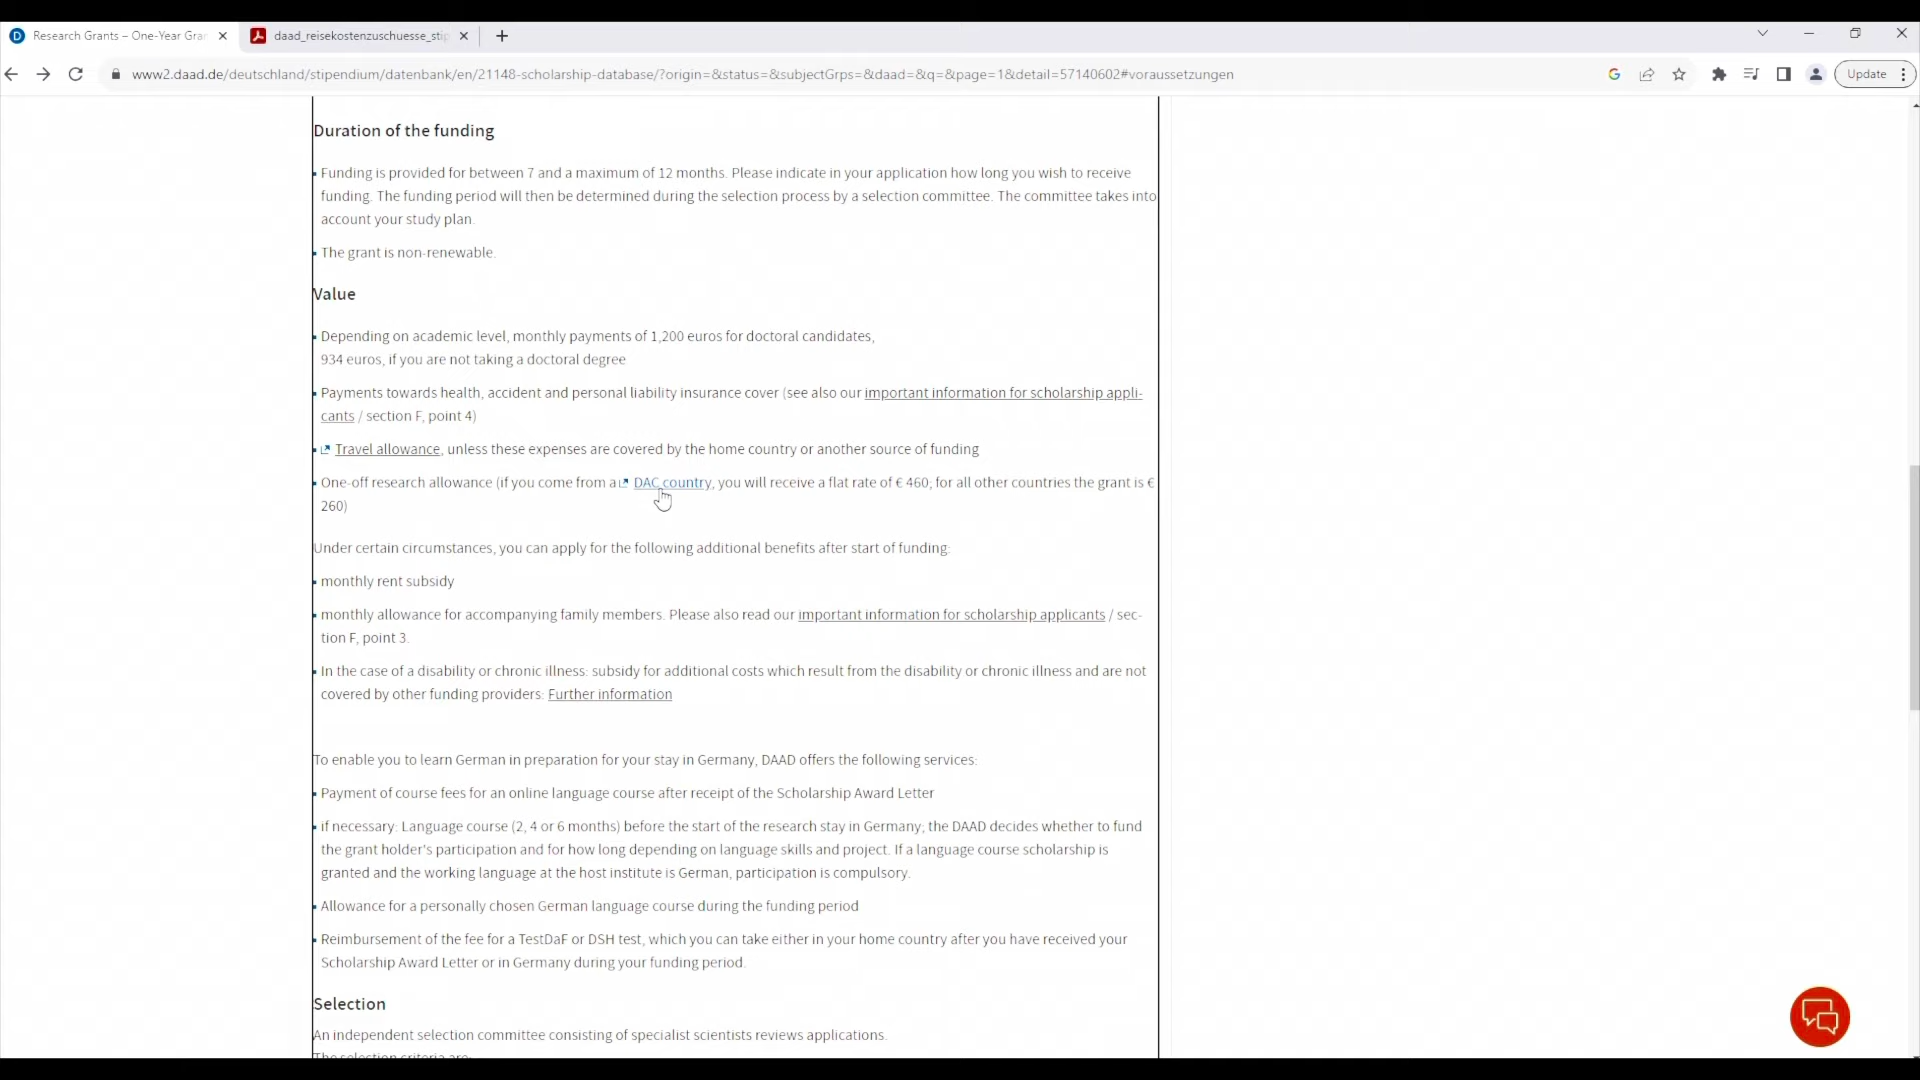 Research Grants – One-Year Gra
daad_reisekostenzuschuesse_stip
www2.daad.de/deutschland/stipendium/datenbank/en/21148-scholarship-database/?origin=&status=&subjectGrps=&daad=&q=&page=1&detail=57140602#voraussetzungen
Update
Duration of the funding
Funding is provided for between 7 and a maximum of 12 months. Please indicate in your application how long you wish to receive
funding. The funding period will then be determined during the selection process by a selection committee. The committee takes into
account your study plan.
The grant is non-renewable.
Value
Depending on academic level, monthly payments of 1,200 euros for doctoral candidates,
934 euros, if you are not taking a doctoral degree
Payments towards health, accident and personal liability insurance cover (see also our important information for scholarship appli-
cants / section F, point 4)
Travel allowance, unless these expenses are covered by the home country or another source of funding
One-off research allowance (if you come from a DAC country, you will receive a flat rate of € 460; for all other countries the grant is €
260)
Under certain circumstances, you can apply for the following additional benefits after start of funding:
monthly rent subsidy
monthly allowance for accompanying family members. Please also read our important information for scholarship applicants / sec-
tion F, point 3.
In the case of a disability or chronic illness: subsidy for additional costs which result from the disability or chronic illness and are not
covered by other funding providers: Further information
To enable you to learn German in preparation for your stay in Germany, DAAD offers the following services:
Payment of course fees for an online language course after receipt of the Scholarship Award Letter
if necessary: Language course (2, 4 or 6 months) before the start of the research stay in Germany; the DAAD decides whether to fund
the grant holder's participation and for how long depending on language skills and project. If a language course scholarship is
granted and the working language at the host institute is German, participation is compulsory.
Allowance for a personally chosen German language course during the funding period
Reimbursement of the fee for a TestDaF or DSH test, which you can take either in your home country after you have received your
Scholarship Award Letter or in Germany during your funding period.
Selection
An independent selection committee consisting of specialist scientists reviews applications.
The selection criteria are: